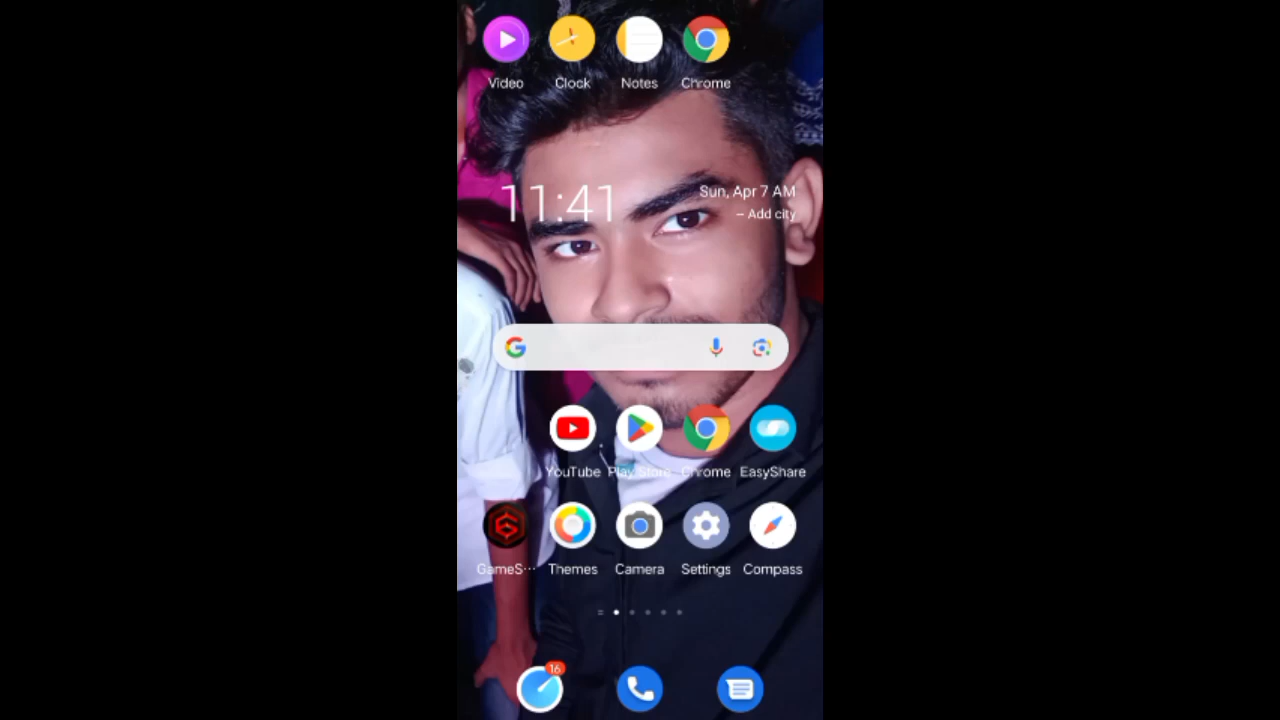 Video Clock Notes Chrome
11:41
Sun, Apr 7 AM
– Add city
YouTube Play Store Chrome EasyShare
GameS··· Themes Camera Settings Compass
16